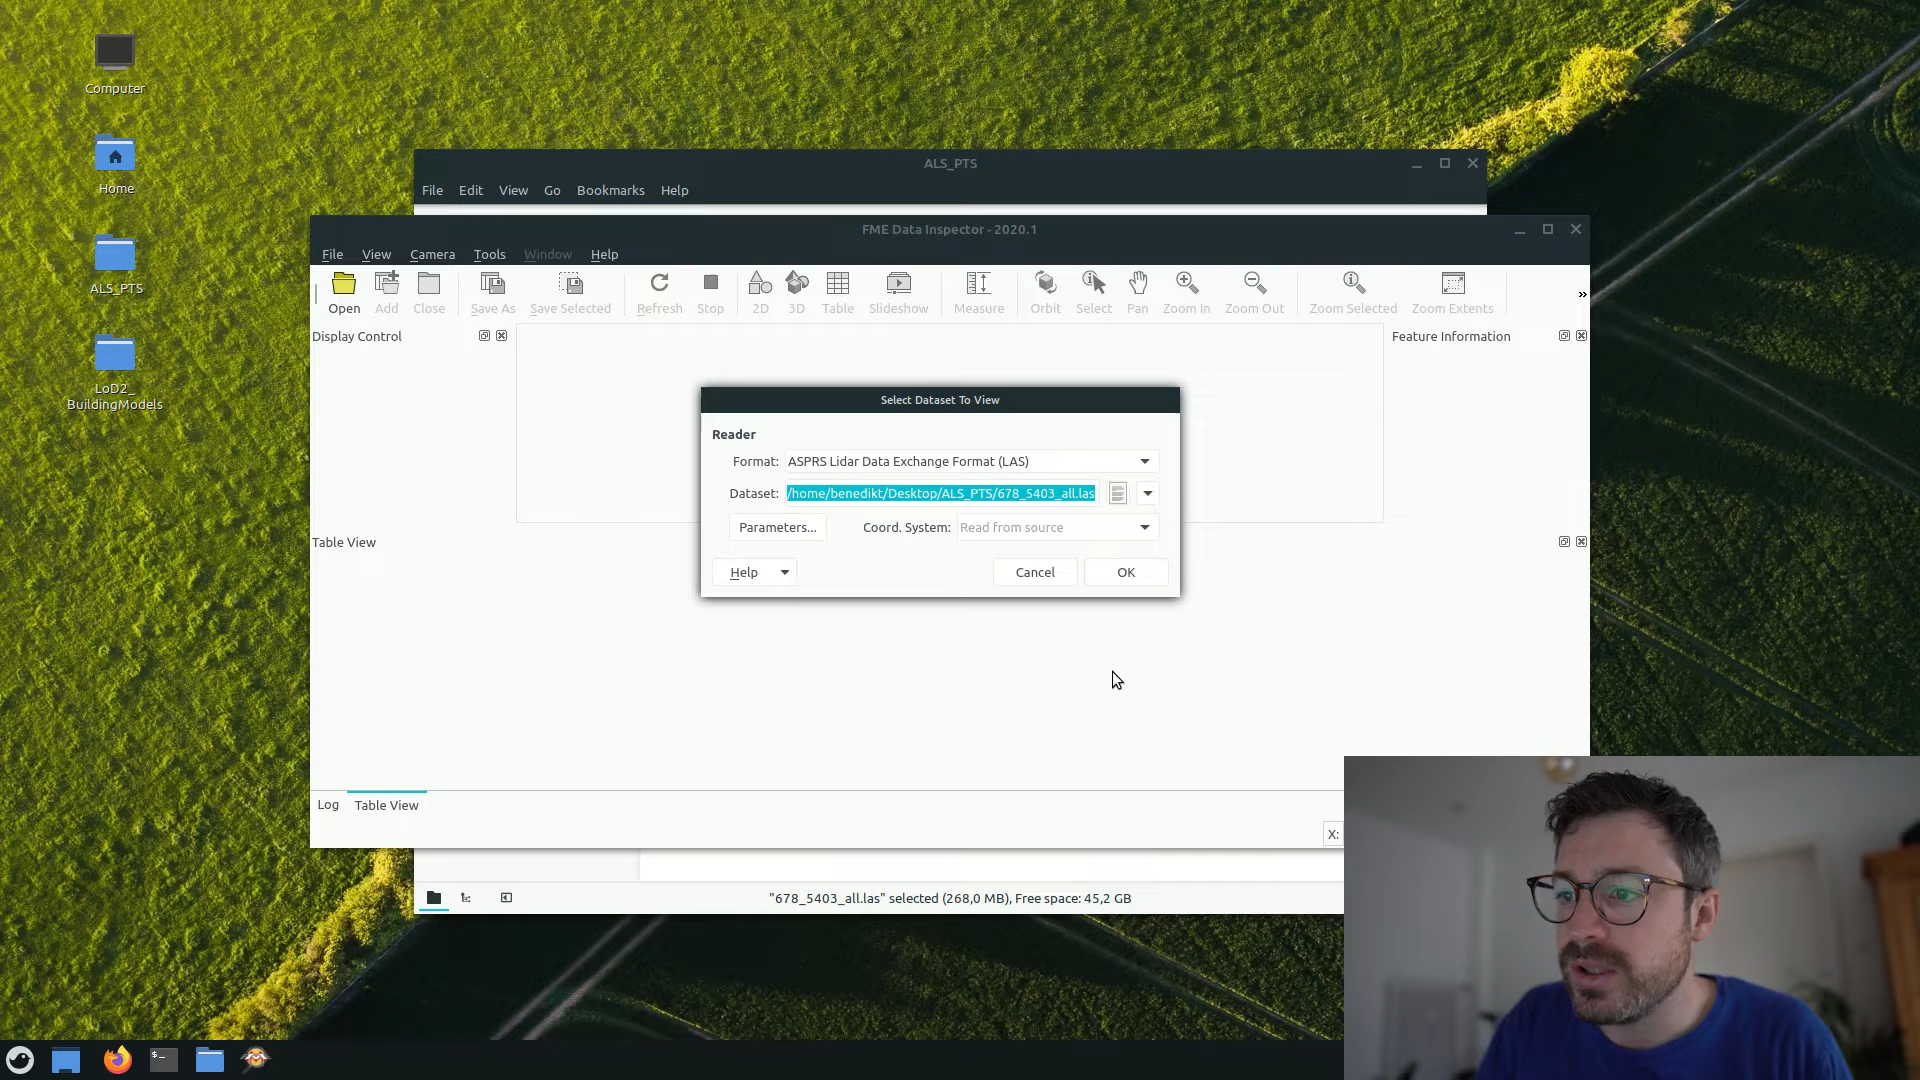 Computer
Home
ALS_PTS
LoD2_
BuildingModels
ALS_PTS
File Edit View Go Bookmarks Help
FME Data Inspector - 2020.1
File View Camera Tools Window Help
Open Add Close Save As Save Selected Refresh Stop 2D 3D Table Slideshow Measure Orbit Select Pan Zoom In Zoom Out Zoom Selected Zoom Extents »
Display Control
Feature Information
Select Dataset To View
Reader
Format: ASPRS Lidar Data Exchange Format (LAS)
Dataset: /home/benedikt/Desktop/ALS_PTS/678_5403_all.las
Parameters... Coord. System: Read from source
Help Cancel OK
Table View
Log Table View
X:
"678_5403_all.las" selected (268,0 MB), Free space: 45,2 GB